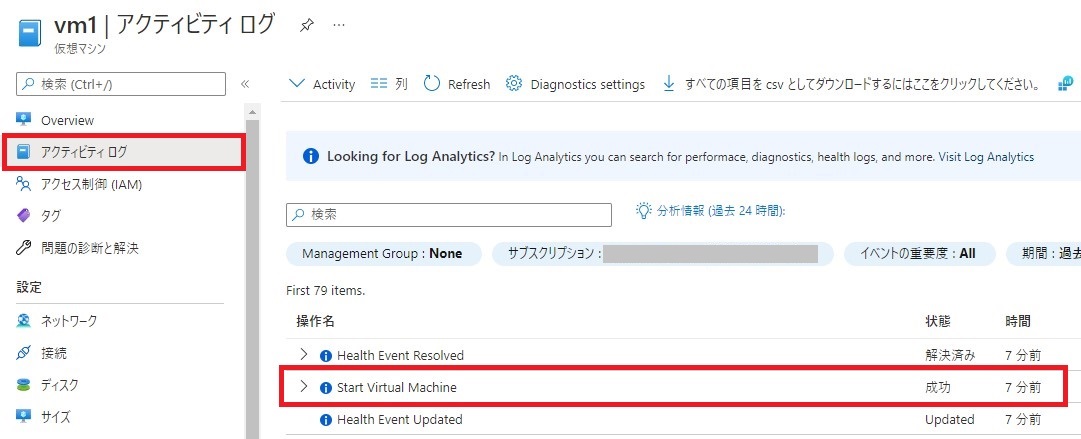 vm1 | アクティビティ ログ ...
仮想マシン
検索 (Ctrl+/) «
Activity 列 Refresh Diagnostics settings すべての項目を csv としてダウンロードするにはここをクリックしてください。
Overview
アクティビティ ログ
アクセス制御 (IAM)
タグ
問題の診断と解決
設定
ネットワーク
接続
ディスク
サイズ
Looking for Log Analytics? In Log Analytics you can search for performace, diagnostics, health logs, and more. Visit Log Analytics
検索 分析情報 (過去 24 時間):
Management Group : None サブスクリプション : イベントの重要度 : All 期間 : 過去
First 79 items.
操作名 状態 時間
Health Event Resolved 解決済み 7 分前
Start Virtual Machine 成功 7 分前
Health Event Updated Updated 7 分前